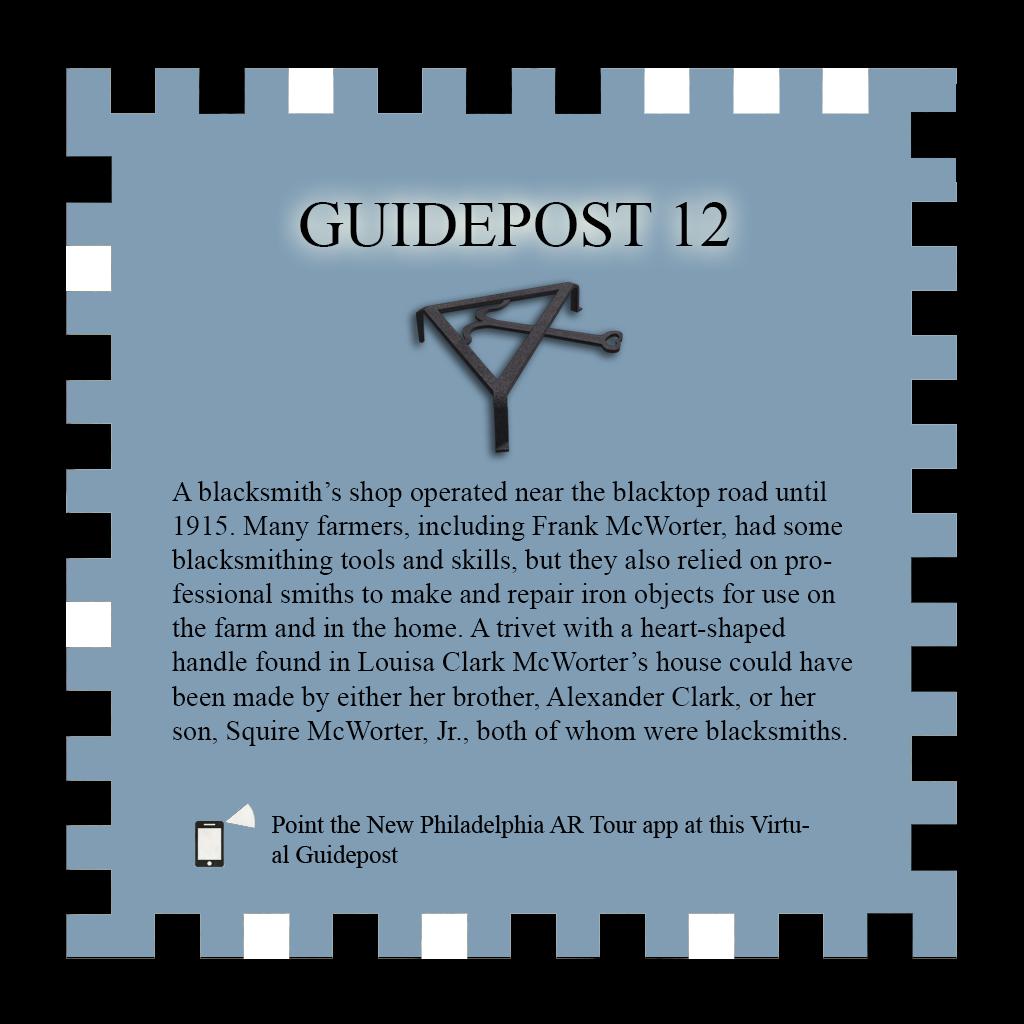 GUIDEPOST 12
A blacksmith’s shop operated near the blacktop road until
1915. Many farmers, including Frank McWorter, had some
blacksmithing tools and skills, but they also relied on pro-
fessional smiths to make and repair iron objects for use on
the farm and in the home. A trivet with a heart-shaped
handle found in Louisa Clark McWorter’s house could have
been made by either her brother, Alexander Clark, or her
son, Squire McWorter, Jr., both of whom were blacksmiths.
Point the New Philadelphia AR Tour app at this Virtu-
al Guidepost